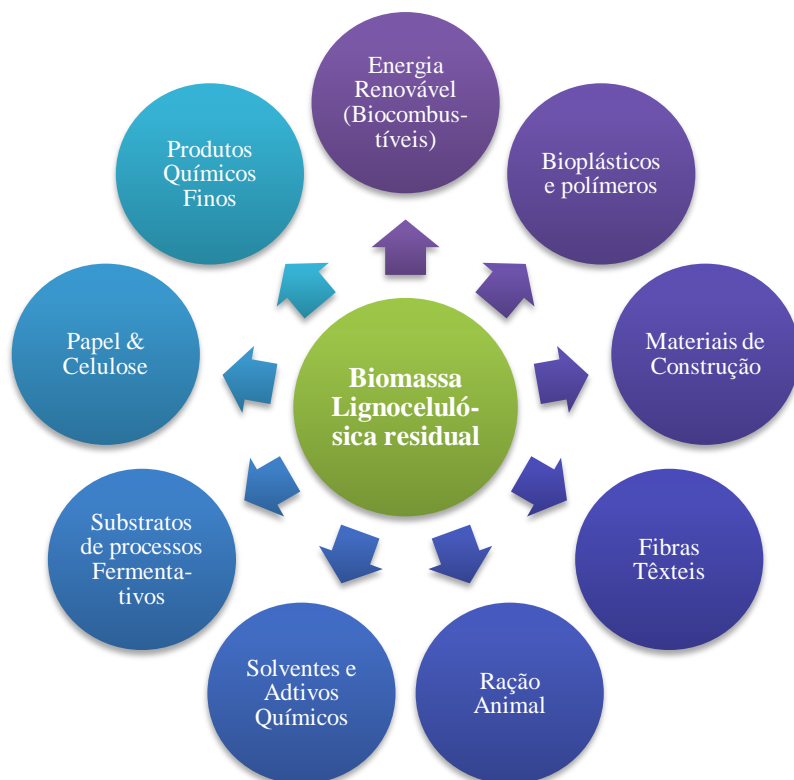 Energia
Renovável
(Biocombus-
tíveis)
Bioplásticos
e polímeros
Materiais de
Construção
Fibras
Têxteis
Ração
Animal
Solventes e
Adtivos
Químicos
Substratos
de processos
Fermenta-
tivos
Papel &
Celulose
Produtos
Químicos
Finos
Biomassa
Lignoceluló-
sica residual